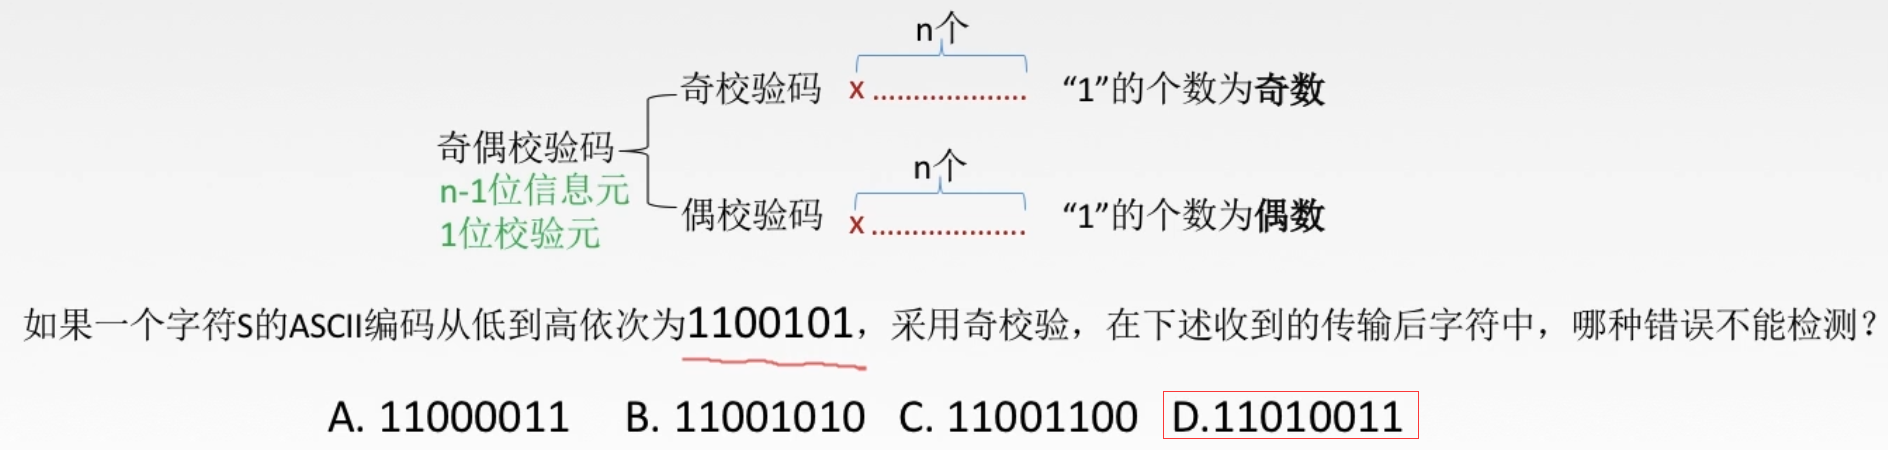 n个
奇校验码 x ................... “1”的个数为奇数
奇偶校验码
n-1位信息元
1位校验元
n个
偶校验码 x ................... “1”的个数为偶数
如果一个字符S的ASCII编码从低到高依次为1100101，采用奇校验，在下述收到的传输后字符中，哪种错误不能检测？
A. 11000011 B. 11001010 C. 11001100 D.11010011